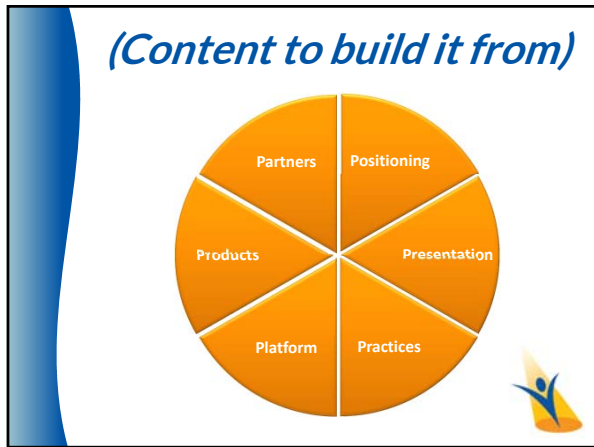 (Content to build it from)
Partners
Positioning
Products
Presentation
Platform
Practices